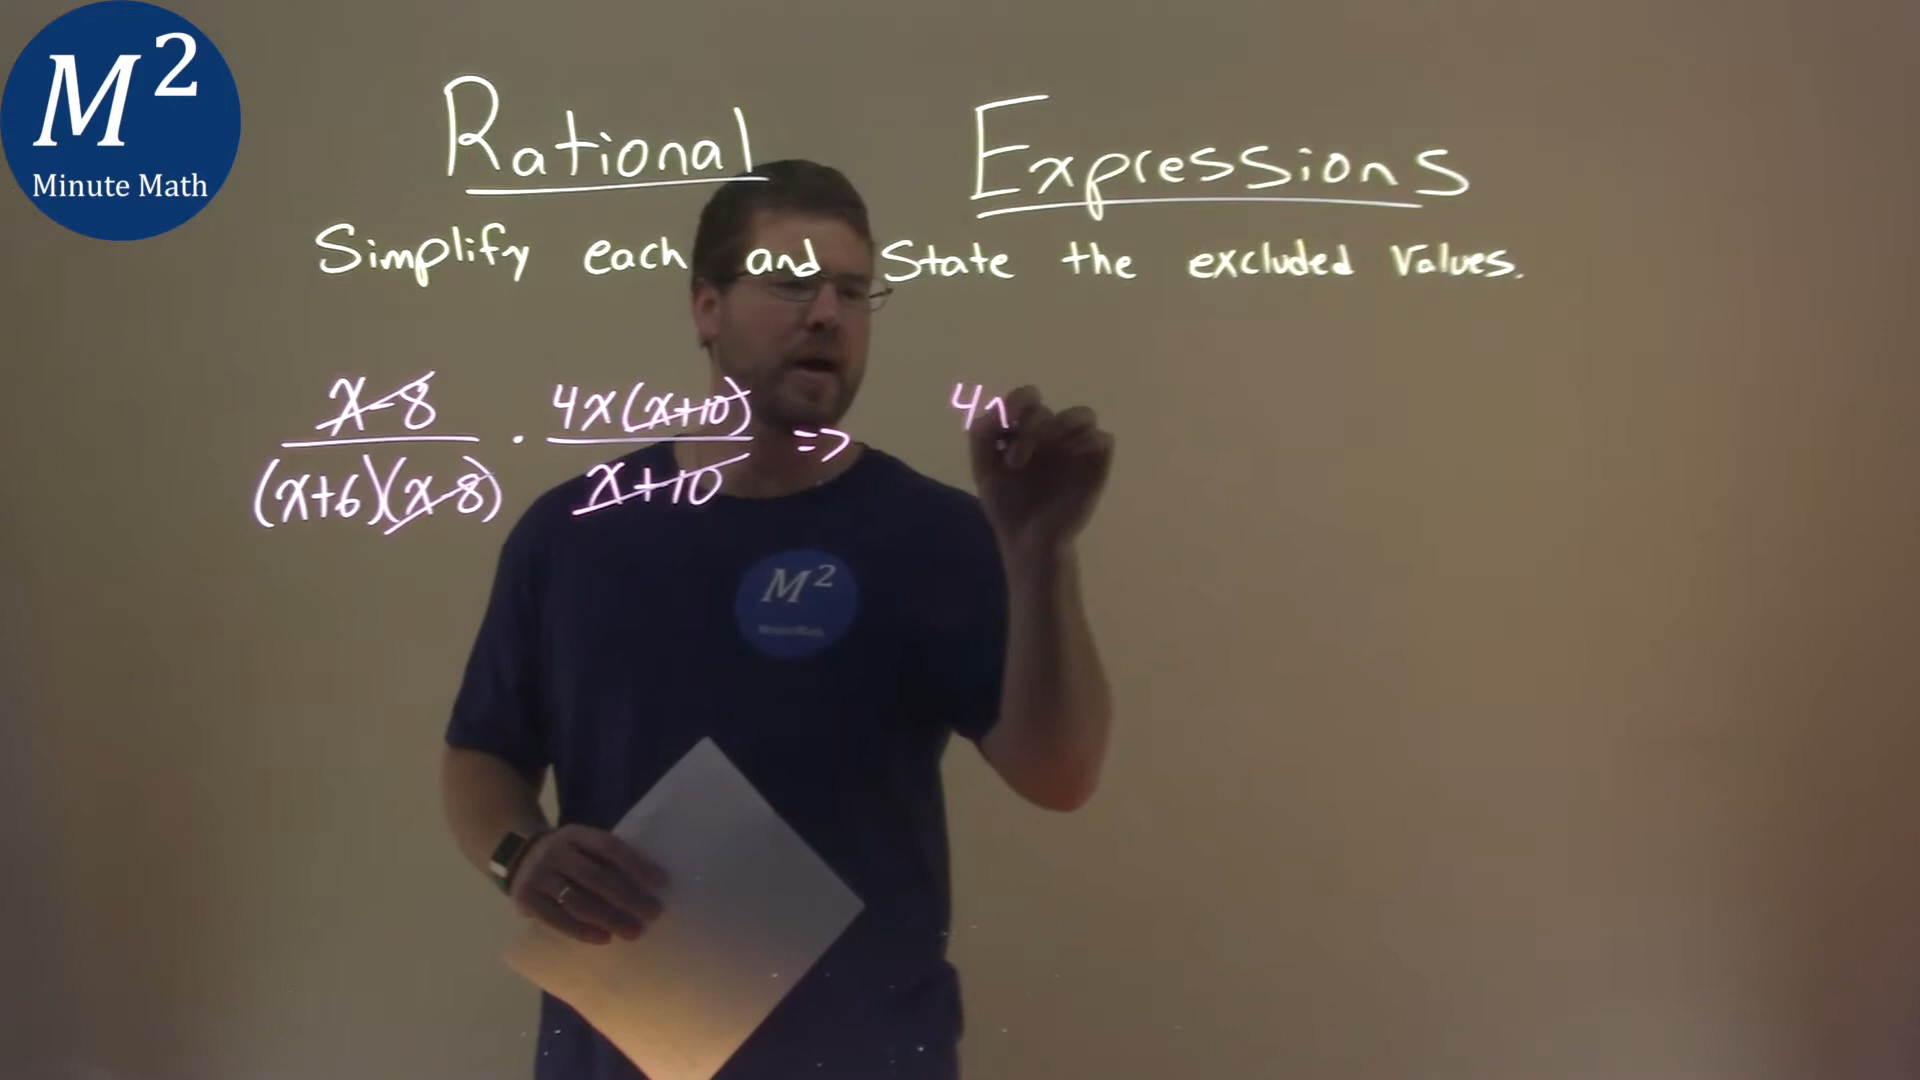 M²
Minute Math
Rational Expressions
Simplify each and State the excluded Values.
x-8 4x(x+10) 4x
· =>
(x+6)(x-8) x+10
M²